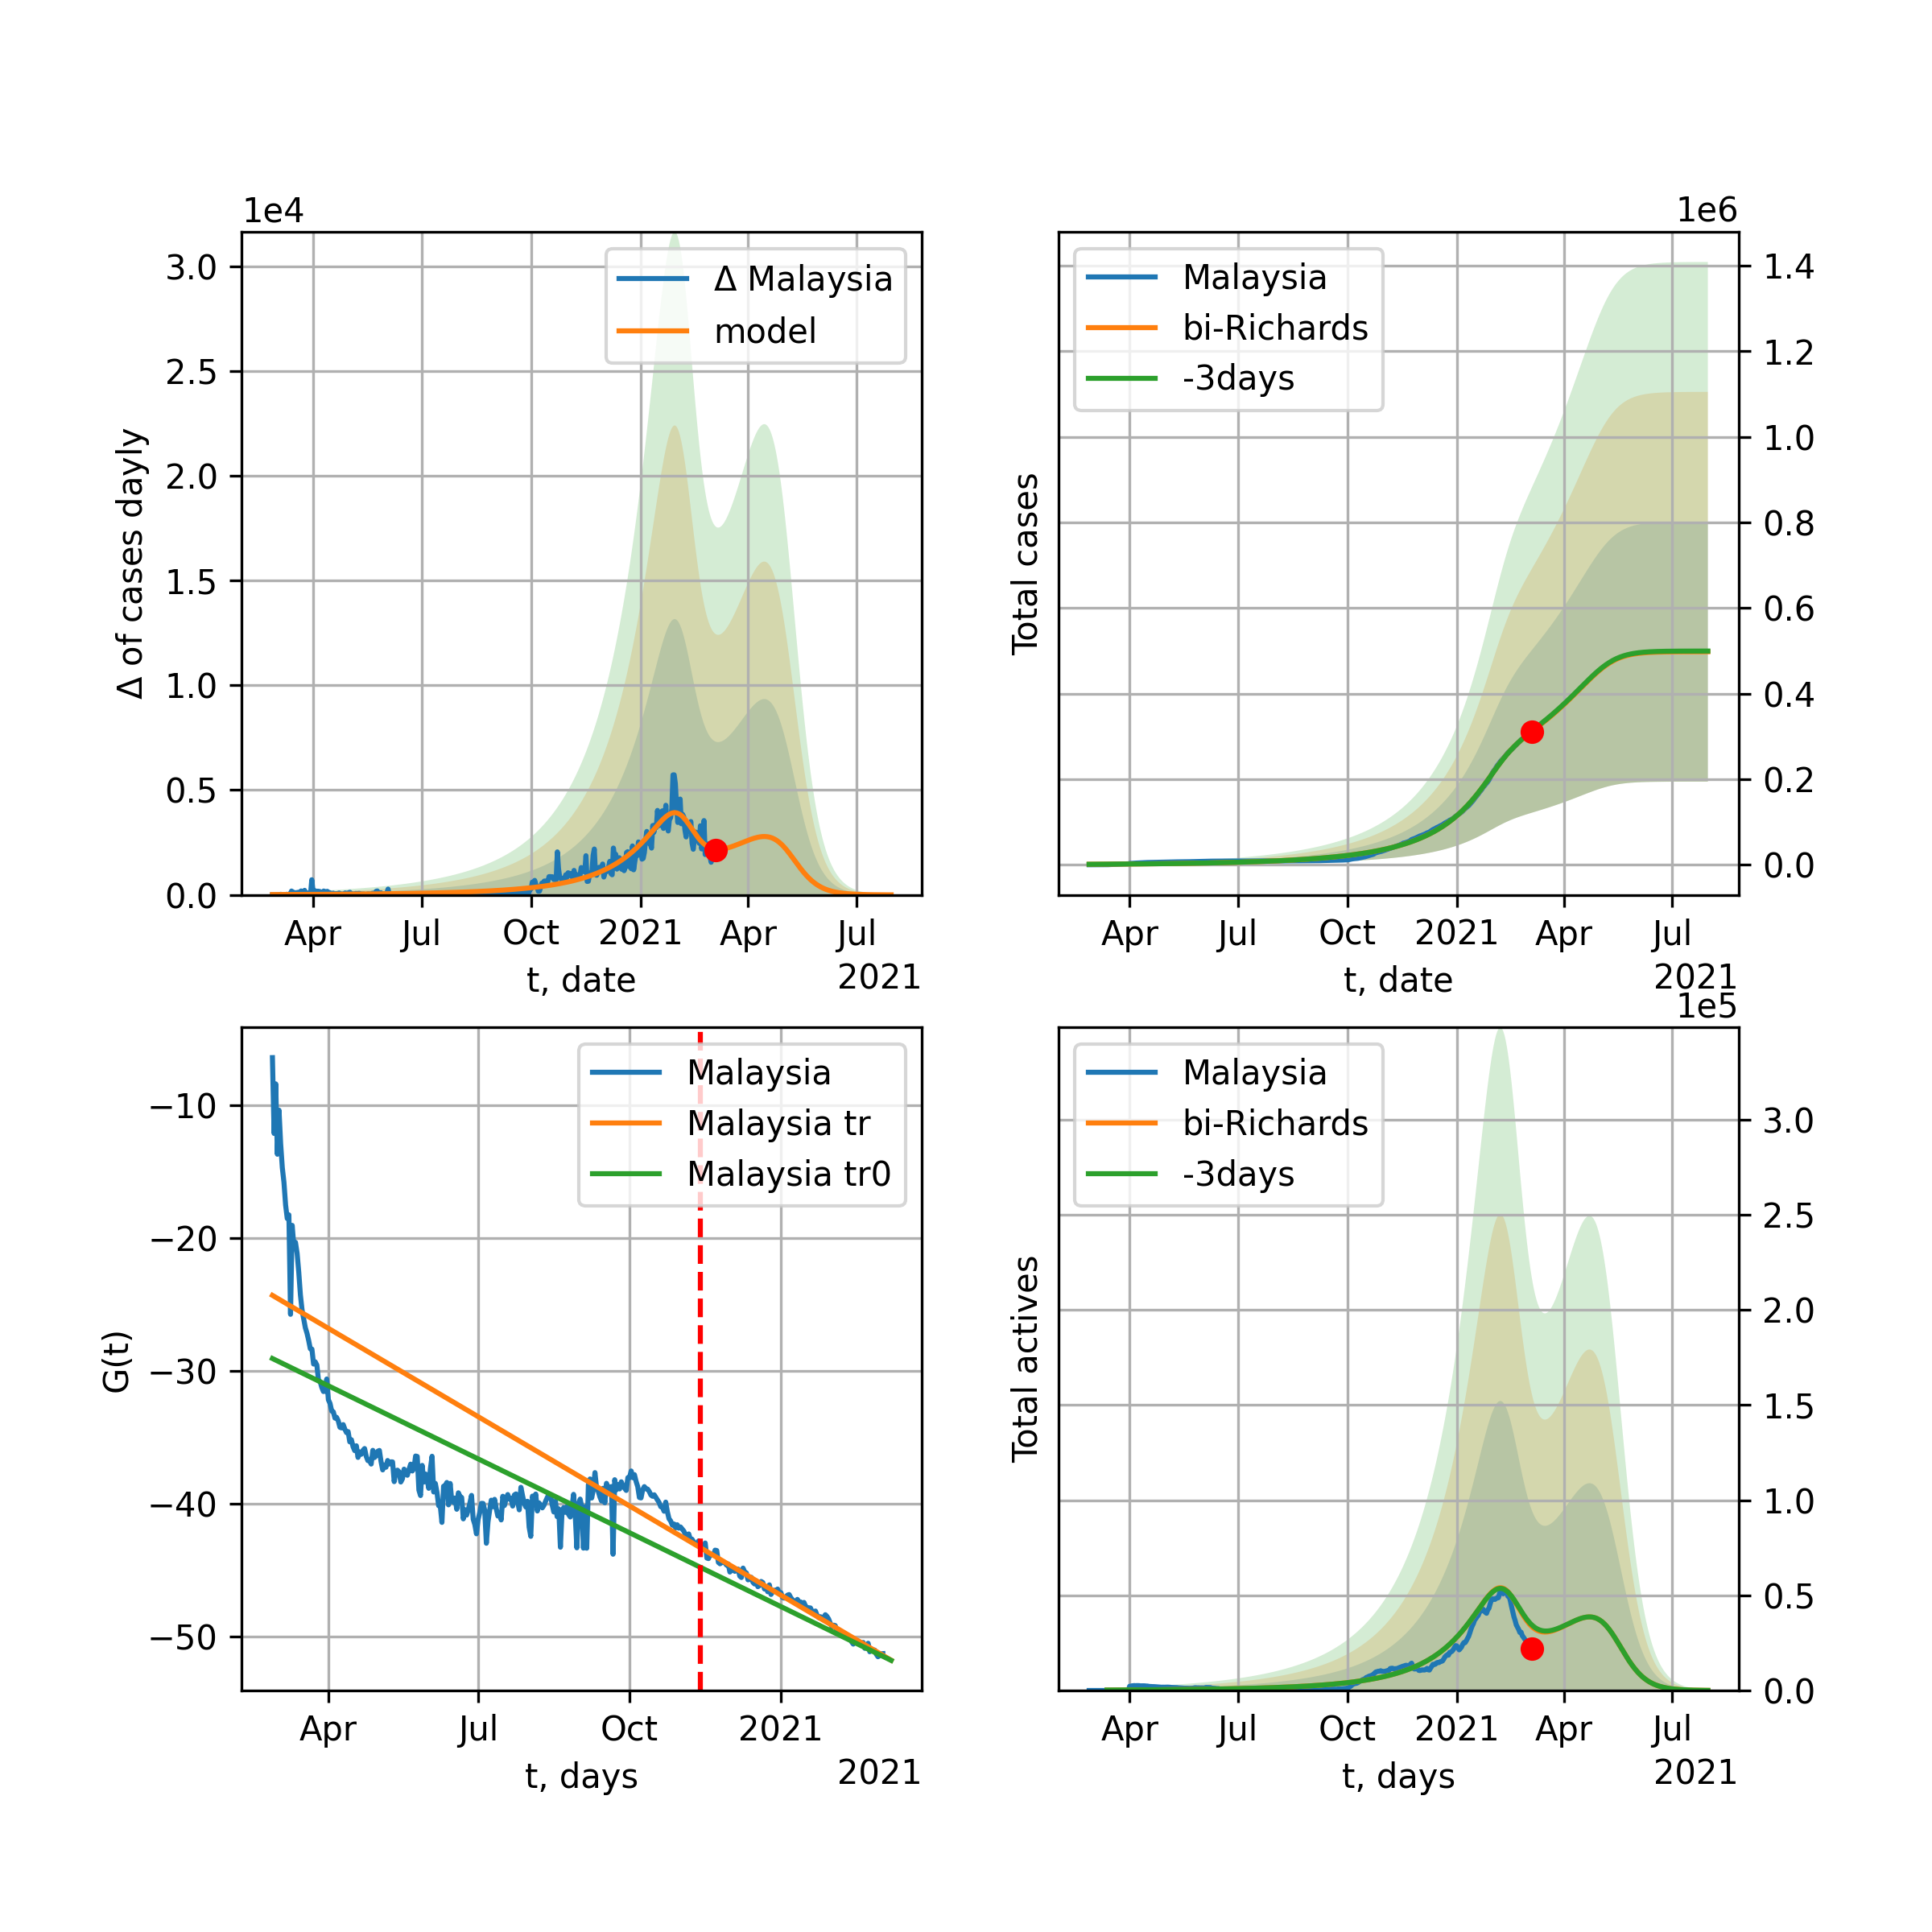 1e4
3.0
2.5
2.0
1.5
1.0
0.5
0.0
Δ of cases dayly
Δ Malaysia
model
Apr Jul Oct 2021 Apr Jul
t, date
2021
1e6
1.4
1.2
1.0
0.8
0.6
0.4
0.2
0.0
Total cases
Malaysia
bi-Richards
-3days
Apr Jul Oct 2021 Apr Jul
t, date
2021
−10
−20
−30
−40
−50
G(t)
Malaysia
Malaysia tr
Malaysia tr0
Apr Jul Oct 2021
t, days
2021
1e5
3.0
2.5
2.0
1.5
1.0
0.5
0.0
Total actives
Malaysia
bi-Richards
-3days
Apr Jul Oct 2021 Apr Jul
t, days
2021